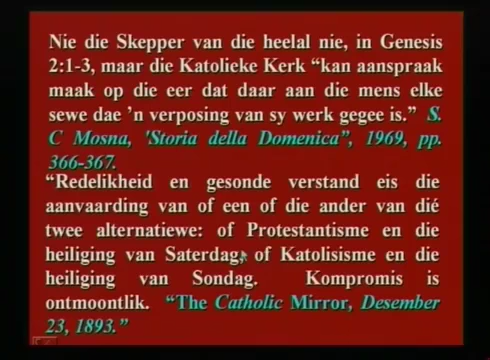 Nie die Skepper van die heelal nie, in Genesis
2:1-3, maar die Katolieke Kerk “kan aanspraak
maak op die eer dat daar aan die mens elke
sewe dae ’n verposing van sy werk gegee is.” S.
C Mosna, 'Storia della Domenica”, 1969, pp.
366-367.
“Redelikheid en gesonde verstand eis die
aanvaarding van of een of die ander van dié
twee alternatiewe: of Protestantisme en die
heiliging van Saterdag, of Katolisisme en die
heiliging van Sondag. Kompromis is
ontmoontlik. “The Catholic Mirror, Desember
23, 1893.”